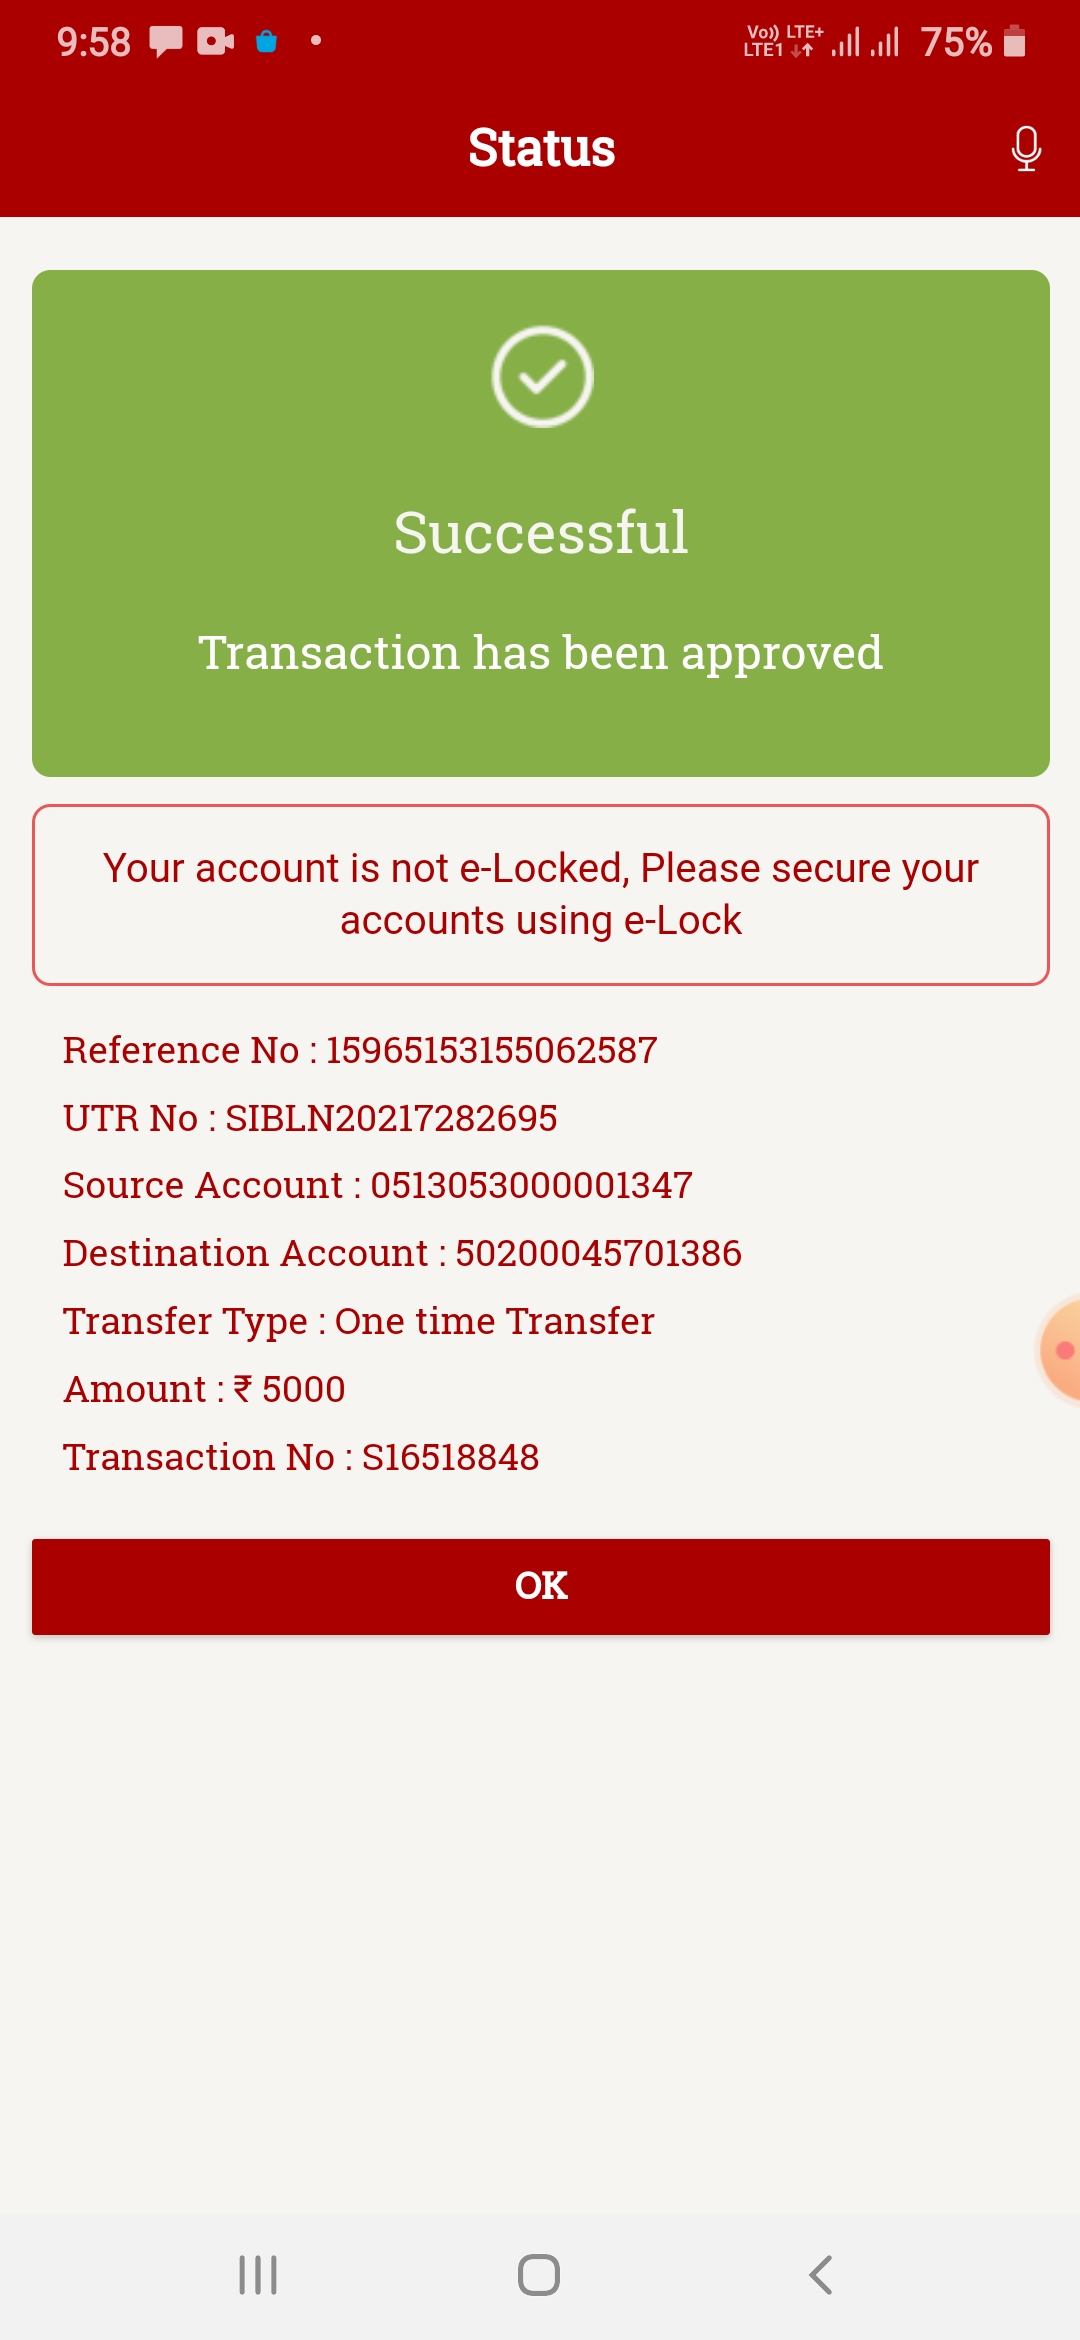 9:58
Vo)) LTE+
LTE1
75%
Status
Successful
Transaction has been approved
Your account is not e-Locked, Please secure your
accounts using e-Lock
Reference No : 15965153155062587
UTR No : SIBLN20217282695
Source Account : 0513053000001347
Destination Account : 50200045701386
Transfer Type : One time Transfer
Amount : ₹ 5000
Transaction No : S16518848
OK